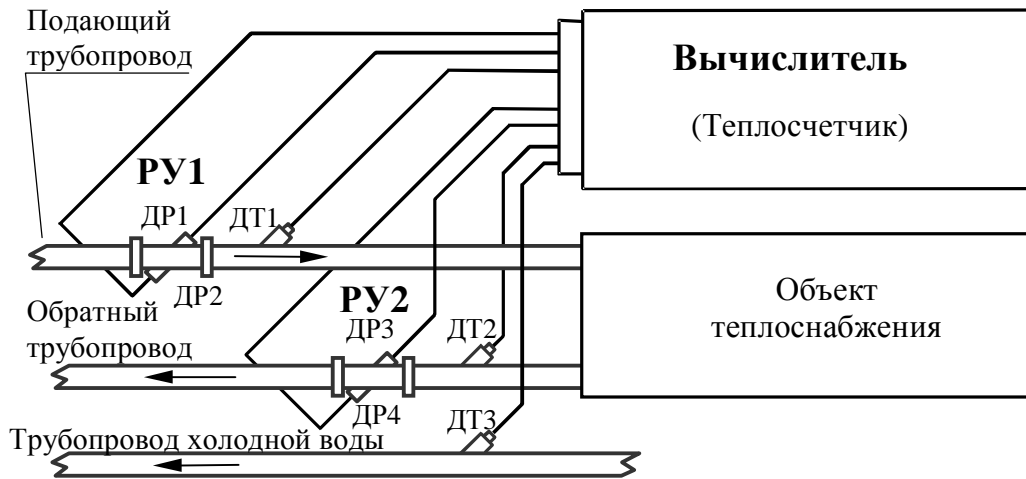 Подающий
трубопровод
Вычислитель
(Теплосчетчик)
РУ1
ДР1
ДТ1
ДР2
РУ2
Объект
теплоснабжения
Обратный
трубопровод
ДР3
ДТ2
ДР4
ДТ3
Трубопровод холодной воды